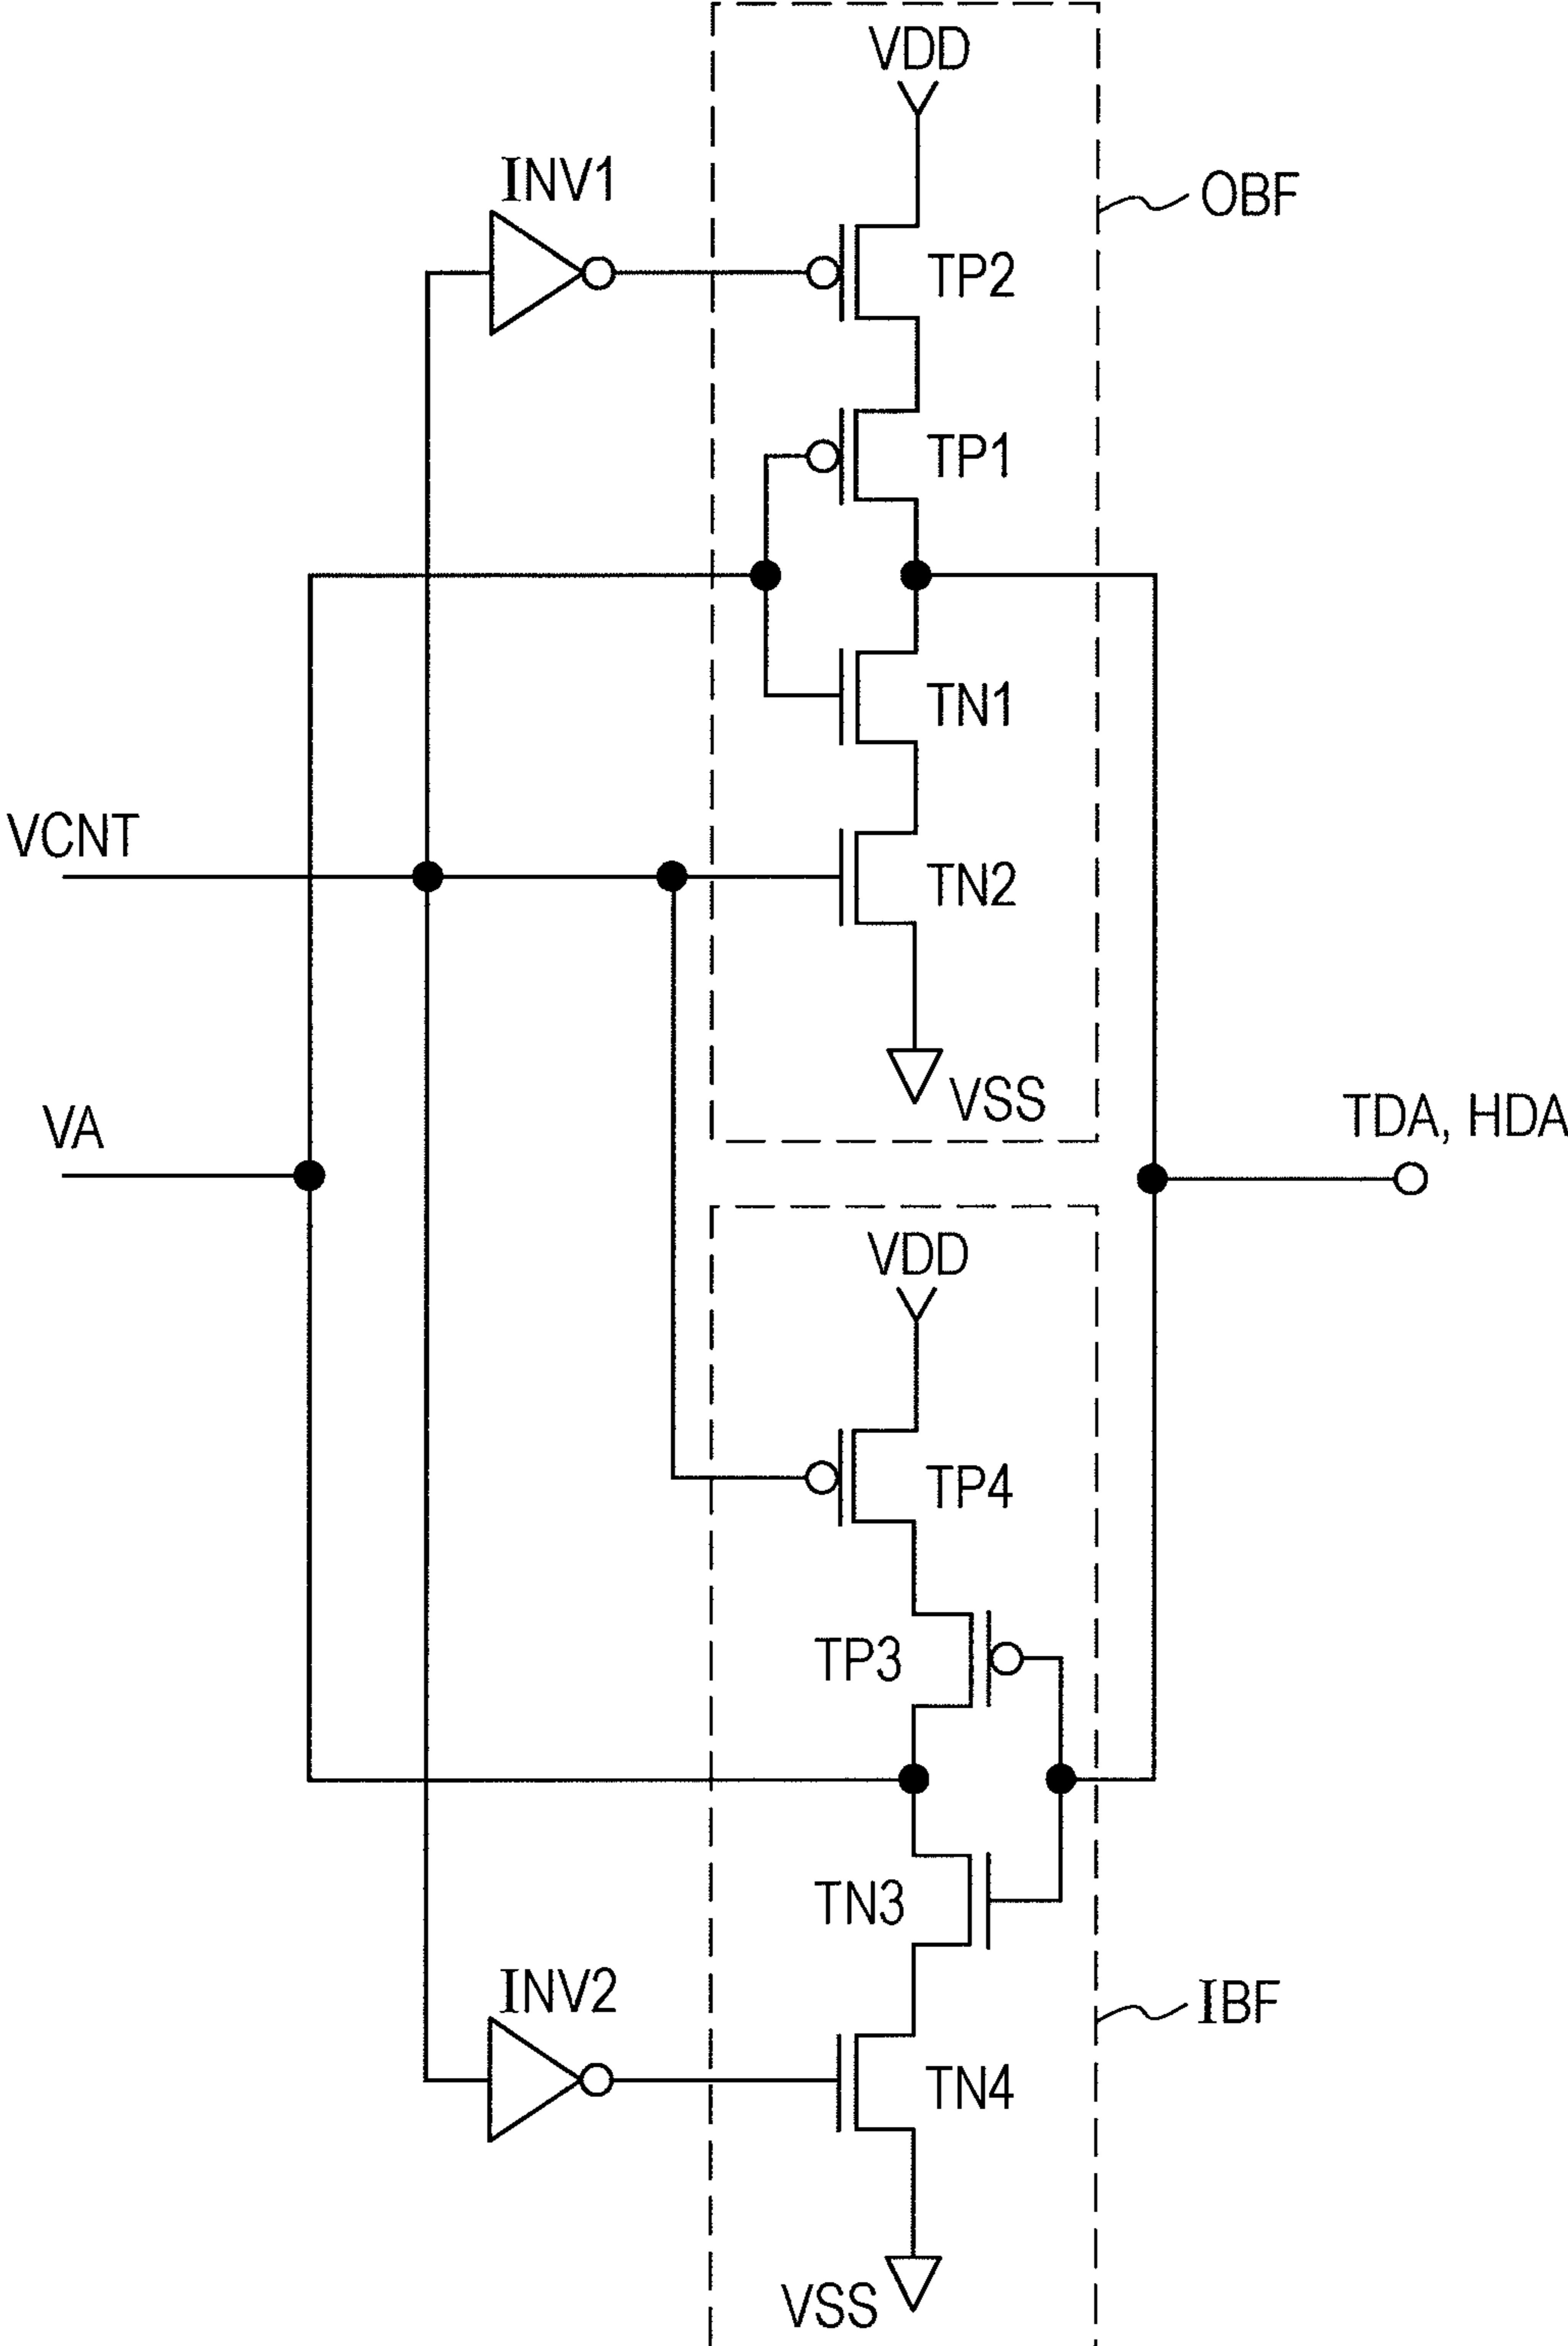 VDD
INV1
OBF
TP2
TP1
TN1
VCNT
TN2
VSS
VA
TDA, HDA
VDD
TP4
TP3
TN3
INV2
IBF
TN4
VSS